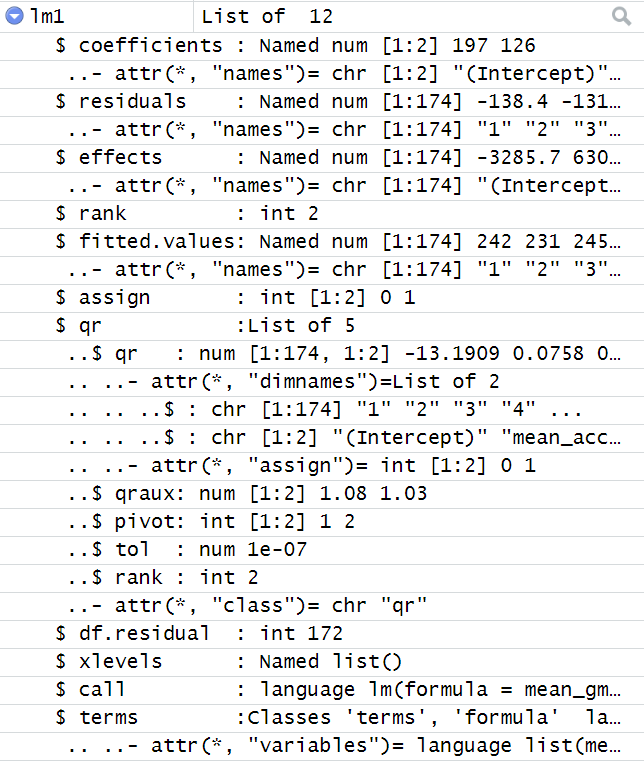 lm1 List of 12
$ coefficients : Named num [1:2] 197 126
..- attr(*, "names")= chr [1:2] "(Intercept)"…
$ residuals : Named num [1:174] -138.4 -131…
..- attr(*, "names")= chr [1:174] "1" "2" "3"…
$ effects : Named num [1:174] -3285.7 630…
..- attr(*, "names")= chr [1:174] "(Intercept…
$ rank : int 2
$ fitted.values: Named num [1:174] 242 231 245…
..- attr(*, "names")= chr [1:174] "1" "2" "3"…
$ assign : int [1:2] 0 1
$ qr :List of 5
..$ qr : num [1:174, 1:2] -13.1909 0.0758 0…
.. ..- attr(*, "dimnames")=List of 2
.. .. ..$ : chr [1:174] "1" "2" "3" "4" ...
.. .. ..$ : chr [1:2] "(Intercept)" "mean_acc…
.. ..- attr(*, "assign")= int [1:2] 0 1
..$ qraux: num [1:2] 1.08 1.03
..$ pivot: int [1:2] 1 2
..$ tol : num 1e-07
..$ rank : int 2
..- attr(*, "class")= chr "qr"
$ df.residual : int 172
$ xlevels : Named list()
$ call : language lm(formula = mean_gm…
$ terms :Classes 'terms', 'formula' la…
.. ..- attr(*, "variables")= language list(me…